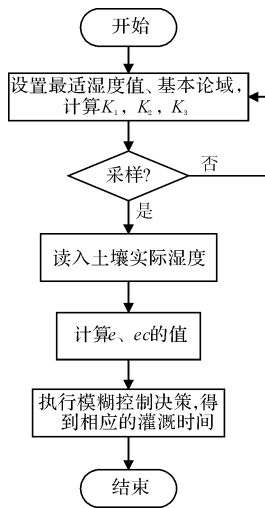 开始
设置最适湿度值、基本论域，
计算K₁，K₂，K₃
采样?
否
是
读入土壤实际湿度
计算e、ec的值
执行模糊控制决策,得
到相应的灌溉时间
结束